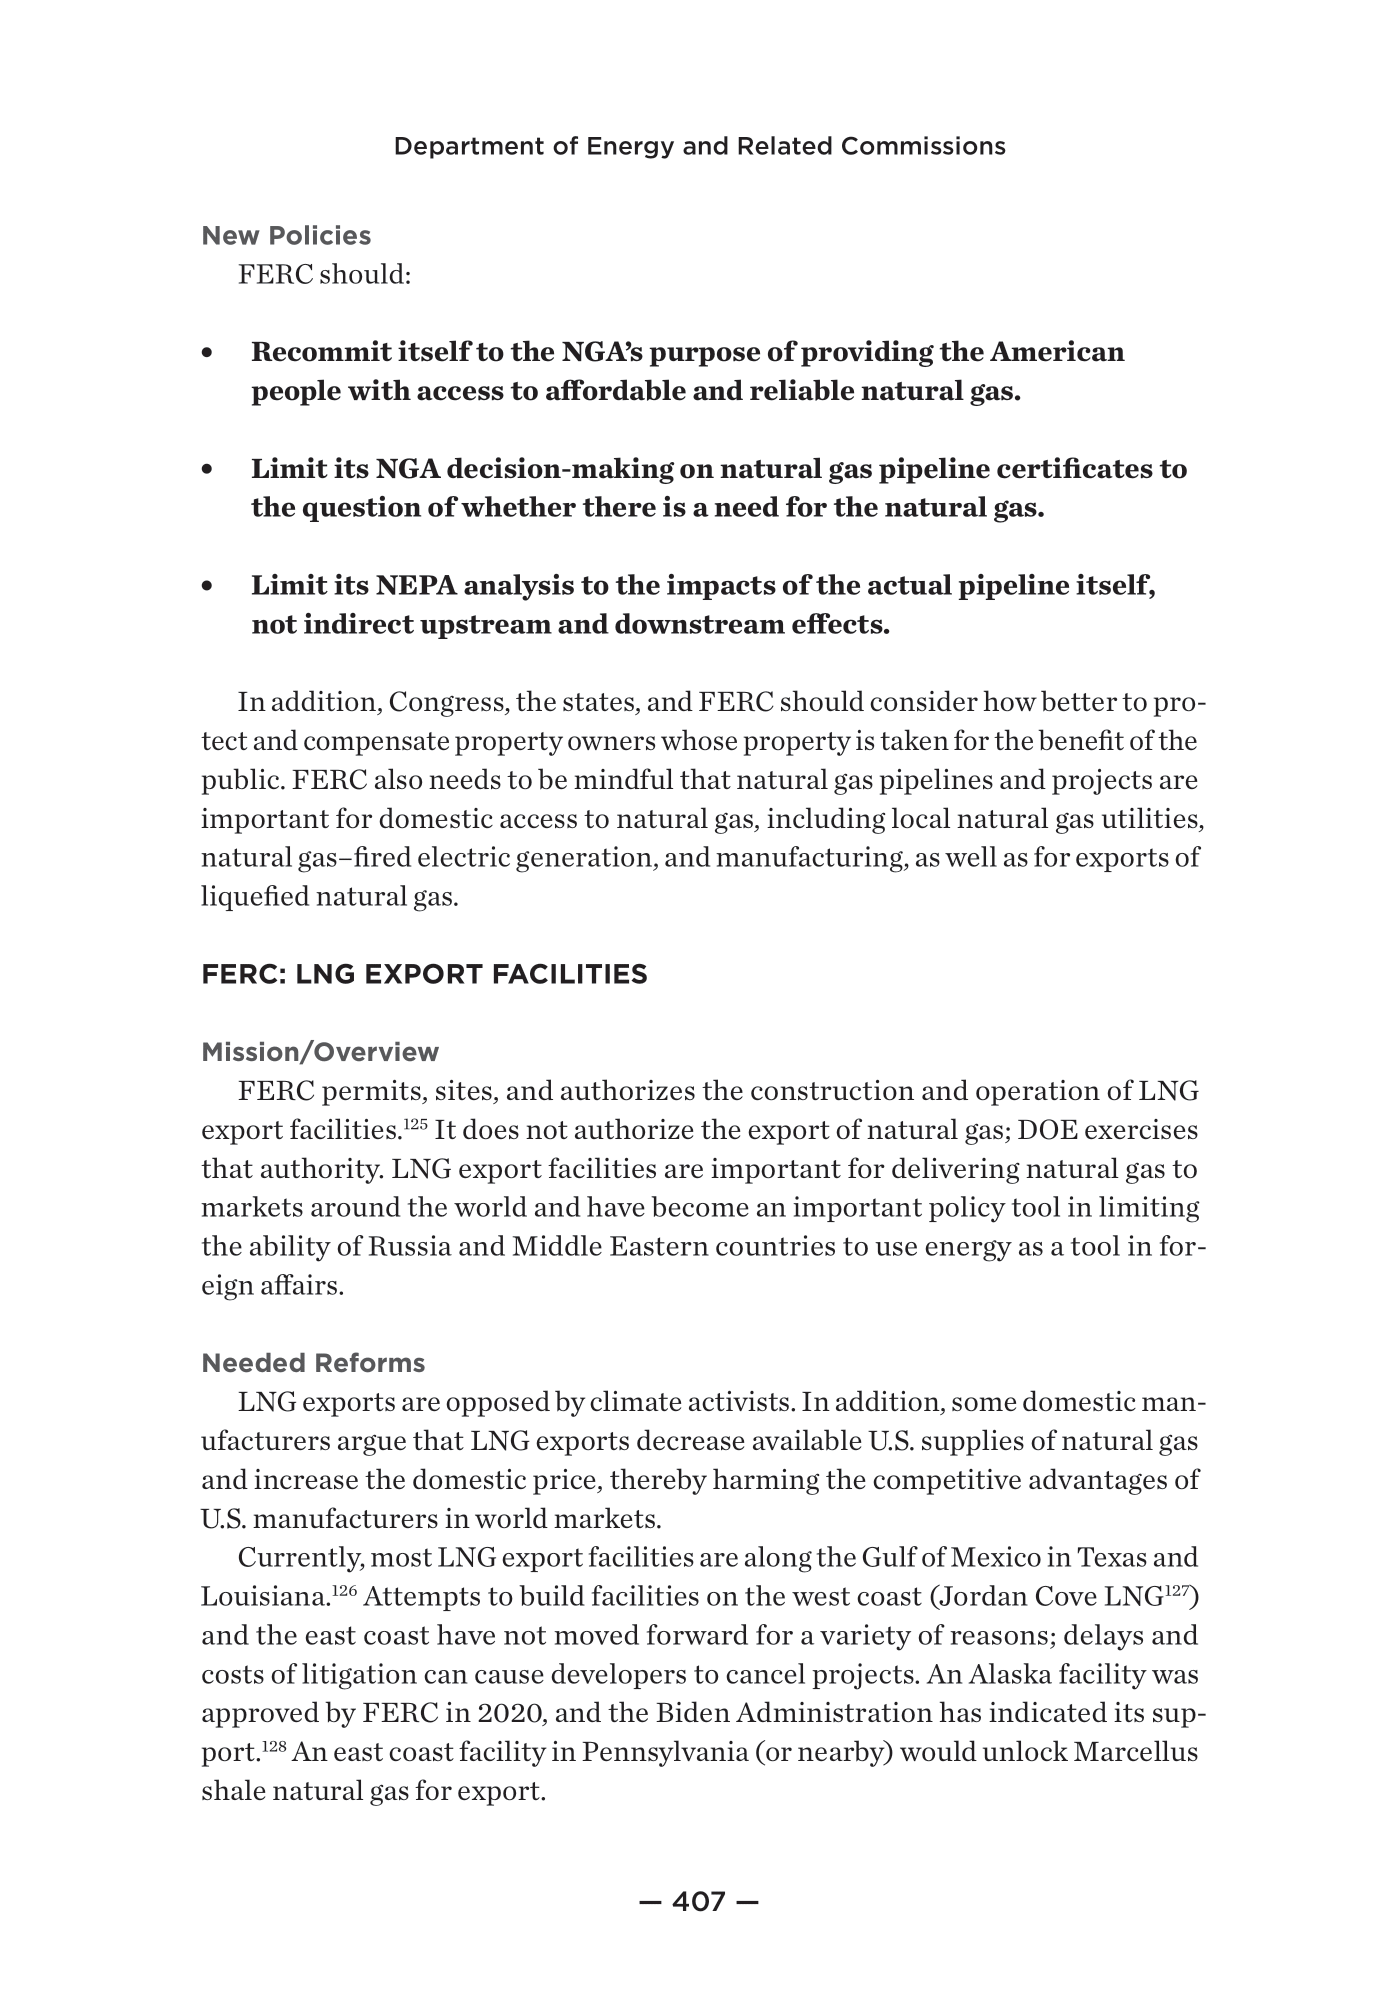 Department of Energy and Related Commissions
New Policies
FERC should:
• Recommit itself to the NGA’s purpose of providing the American
people with access to affordable and reliable natural gas.
• Limit its NGA decision-making on natural gas pipeline certificates to
the question of whether there is a need for the natural gas.
• Limit its NEPA analysis to the impacts of the actual pipeline itself,
not indirect upstream and downstream effects.
In addition, Congress, the states, and FERC should consider how better to pro-
tect and compensate property owners whose property is taken for the benefit of the
public. FERC also needs to be mindful that natural gas pipelines and projects are
important for domestic access to natural gas, including local natural gas utilities,
natural gas–fired electric generation, and manufacturing, as well as for exports of
liquefied natural gas.
FERC: LNG EXPORT FACILITIES
Mission/Overview
FERC permits, sites, and authorizes the construction and operation of LNG
export facilities.125 It does not authorize the export of natural gas; DOE exercises
that authority. LNG export facilities are important for delivering natural gas to
markets around the world and have become an important policy tool in limiting
the ability of Russia and Middle Eastern countries to use energy as a tool in for-
eign affairs.
Needed Reforms
LNG exports are opposed by climate activists. In addition, some domestic man-
ufacturers argue that LNG exports decrease available U.S. supplies of natural gas
and increase the domestic price, thereby harming the competitive advantages of
U.S. manufacturers in world markets.
Currently, most LNG export facilities are along the Gulf of Mexico in Texas and
Louisiana.126 Attempts to build facilities on the west coast (Jordan Cove LNG127)
and the east coast have not moved forward for a variety of reasons; delays and
costs of litigation can cause developers to cancel projects. An Alaska facility was
approved by FERC in 2020, and the Biden Administration has indicated its sup-
port.128 An east coast facility in Pennsylvania (or nearby) would unlock Marcellus
shale natural gas for export.
— 407 —